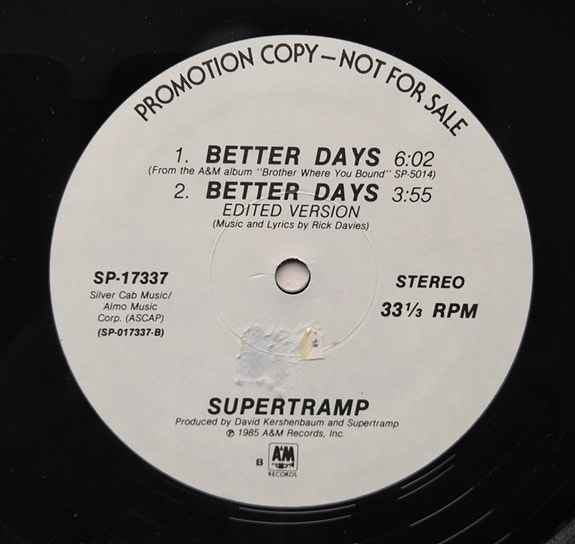 PROMOTION COPY—NOT FOR SALE
1. BETTER DAYS 6:02
(From the A&M album "Brother Where You Bound" SP-5014)
2. BETTER DAYS 3:55
EDITED VERSION
(Music and Lyrics by Rick Davies)
SP-17337
Silver Cab Music/
Almo Music
Corp. (ASCAP)
(SP-017337-B)
STEREO
33⅓ RPM
SUPERTRAMP
Produced by David Kershenbaum and Supertramp
℗ 1985 A&M Records, Inc.
B
A&M
RECORDS